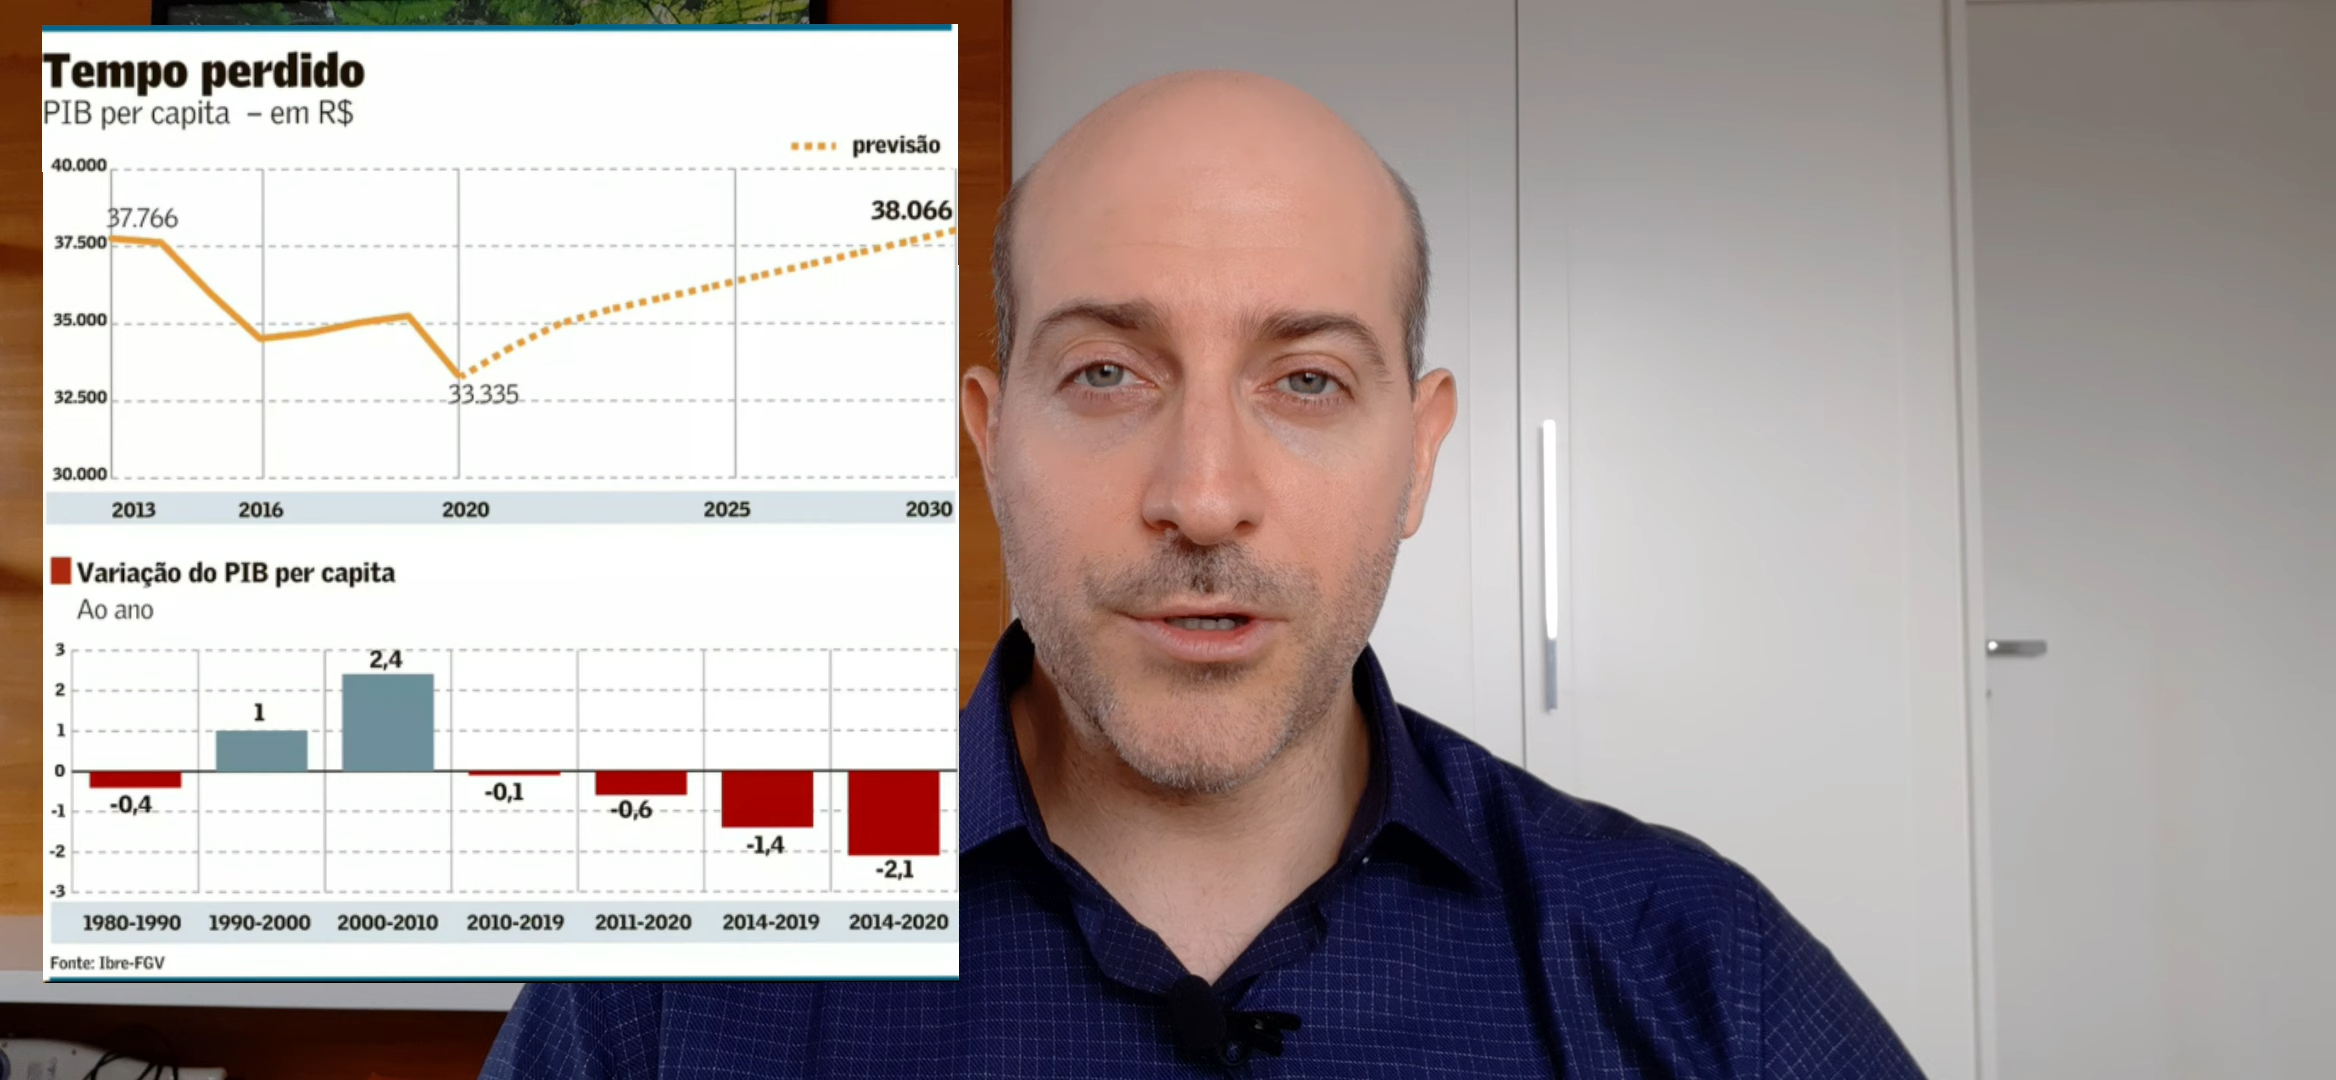 Tempo perdido
PIB per capita – em R$
previsão
40.000
37.766
38.066
37.500
35.000
33.335
32.500
30.000
2013 2016 2020 2025 2030
Variação do PIB per capita
Ao ano
3
2,4
2
1
1
0
-0,4
-0,1
-0,6
-1
-1,4
-2
-2,1
-3
1980-1990 1990-2000 2000-2010 2010-2019 2011-2020 2014-2019 2014-2020
Fonte: Ibre-FGV